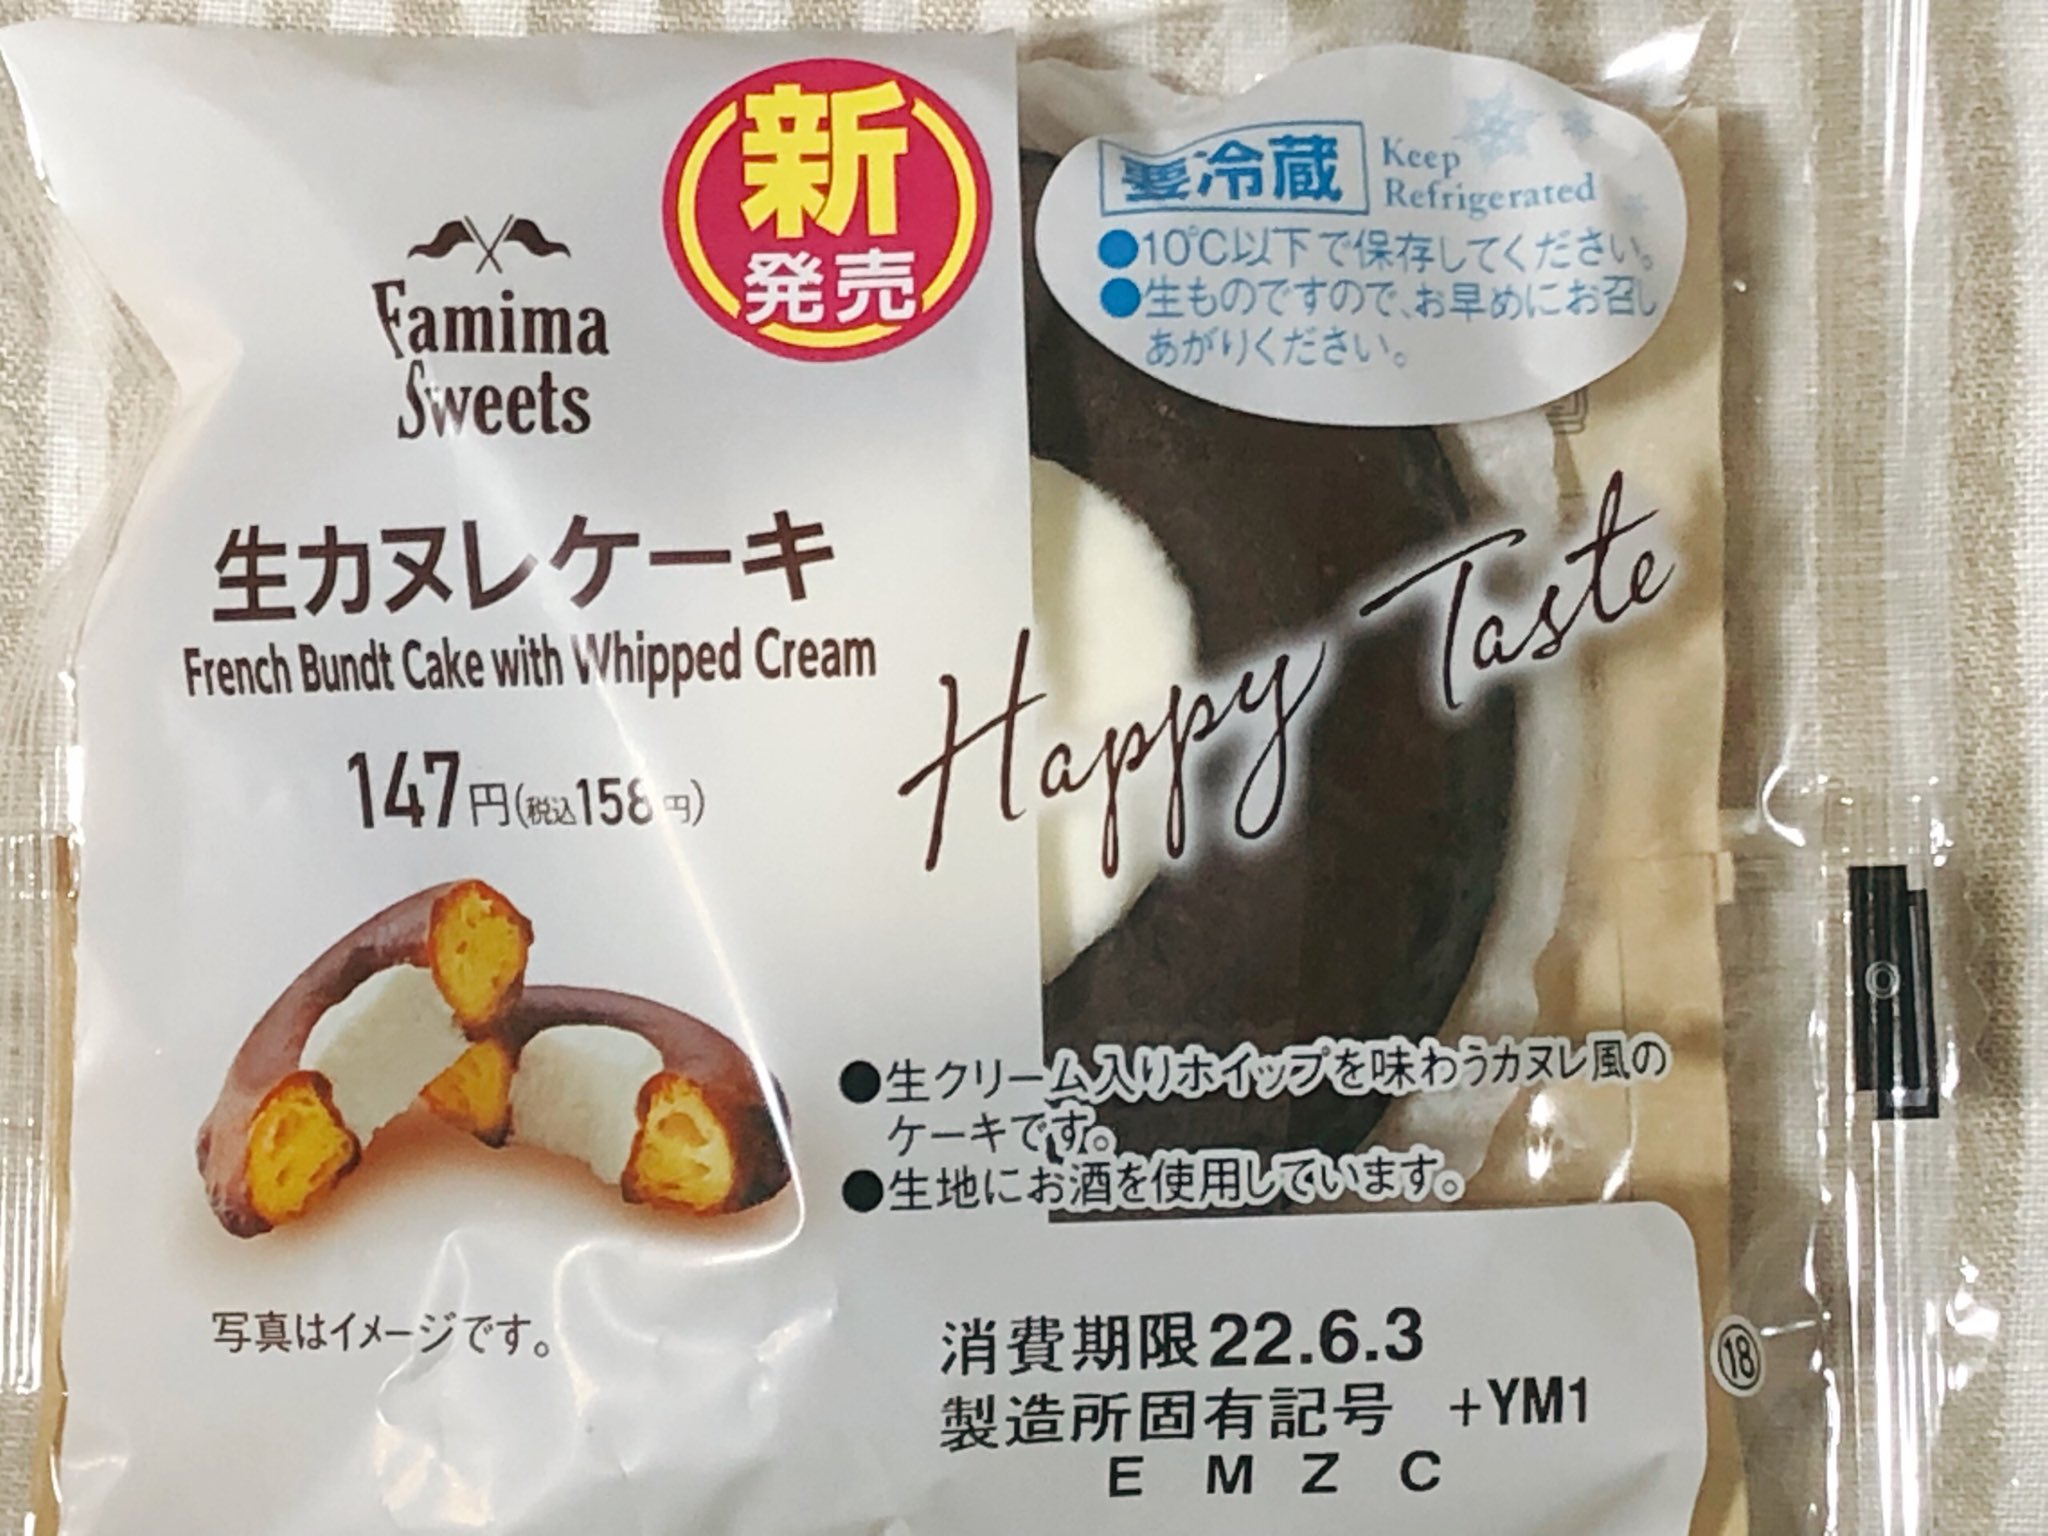 新
発売
要冷蔵 Keep
Refrigerated
●10℃以下で保存してください。
●生ものですので、お早めにお召し
あがりください。
Famima
Sweets
生カヌレケーキ
French Bundt Cake with Whipped Cream
147円(税込158円)
Happy Taste
●生クリーム入りホイップを味わうカヌレ風の
ケーキです。
●生地にお酒を使用しています。
写真はイメージです。
消費期限22.6.3
製造所固有記号 +YM1
E M Z C
⑱